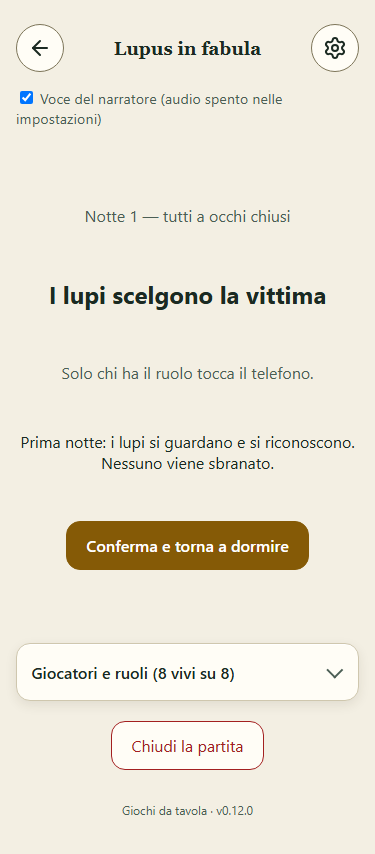 Lupus in fabula
Voce del narratore (audio spento nelle
impostazioni)
Notte 1 — tutti a occhi chiusi
I lupi scelgono la vittima
Solo chi ha il ruolo tocca il telefono.
Prima notte: i lupi si guardano e si riconoscono.
Nessuno viene sbranato.
Conferma e torna a dormire
Giocatori e ruoli (8 vivi su 8)
Chiudi la partita
Giochi da tavola · v0.12.0